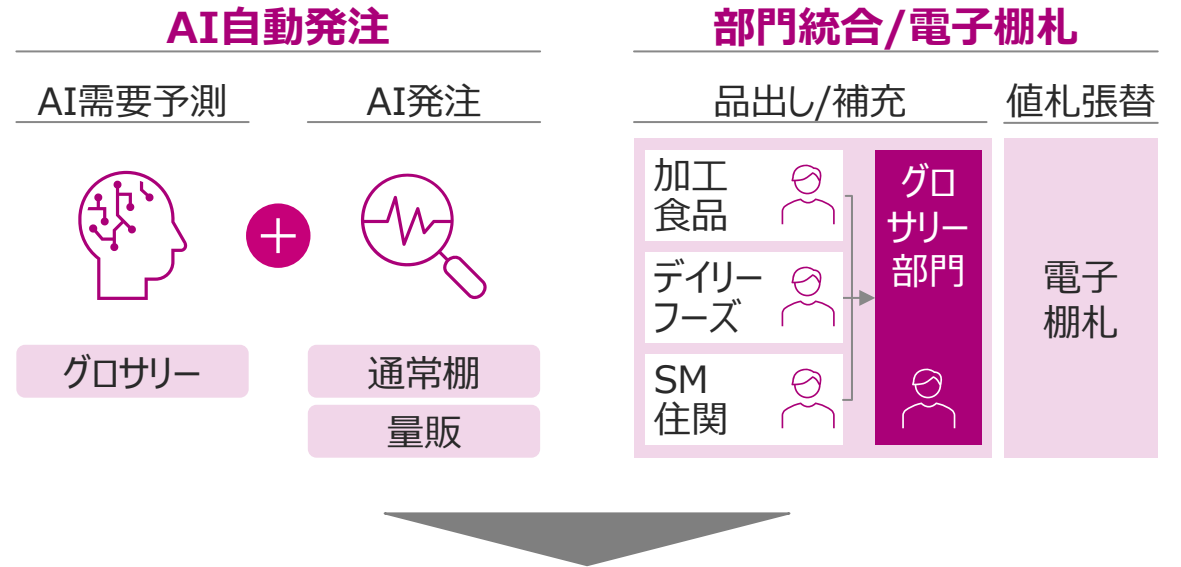 AI自動発注
部門統合/電子棚札
AI需要予測
AI発注
品出し/補充
値札張替
グロサリー
通常棚
量販
加工
食品
デイリー
フーズ
SM
住関
グロ
サリー
部門
電子
棚札